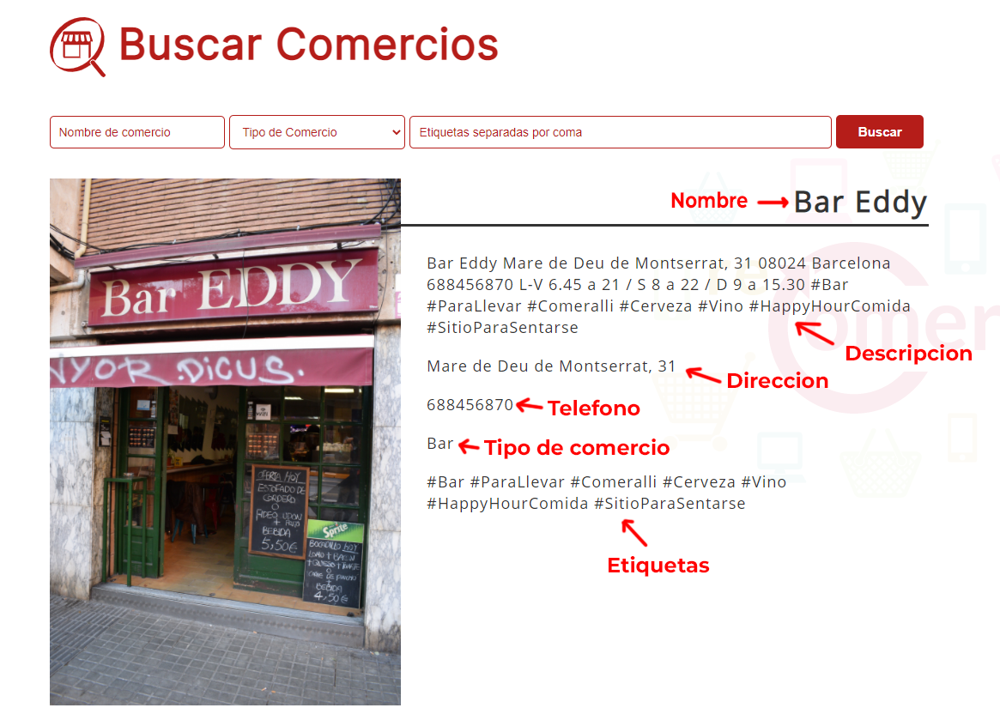 Buscar Comercios
Nombre de comercio
Tipo de Comercio
Etiquetas separadas por coma
Buscar
Nombre
Bar Eddy
Bar Eddy Mare de Deu de Montserrat, 31 08024 Barcelona
688456870 L-V 6.45 a 21 / S 8 a 22 / D 9 a 15.30 #Bar
#ParaLlevar #Comeralli #Cerveza #Vino #HappyHourComida
#SitioParaSentarse
Descripcion
Mare de Deu de Montserrat, 31
Direccion
688456870
Telefono
Bar
Tipo de comercio
#Bar #ParaLlevar #Comeralli #Cerveza #Vino
#HappyHourComida #SitioParaSentarse
Etiquetas
Bar EDDY
NYOR.DiCUS.
OFERTA HOY
ESTOFADO DE
CORDERO
O
FIDEO UDON
+
BEBIDA
5,50€
Sprite
BOCADILLO HOY
LOMO + BACON
+ QUESO +
O
BEBIDA
4,50€
omer